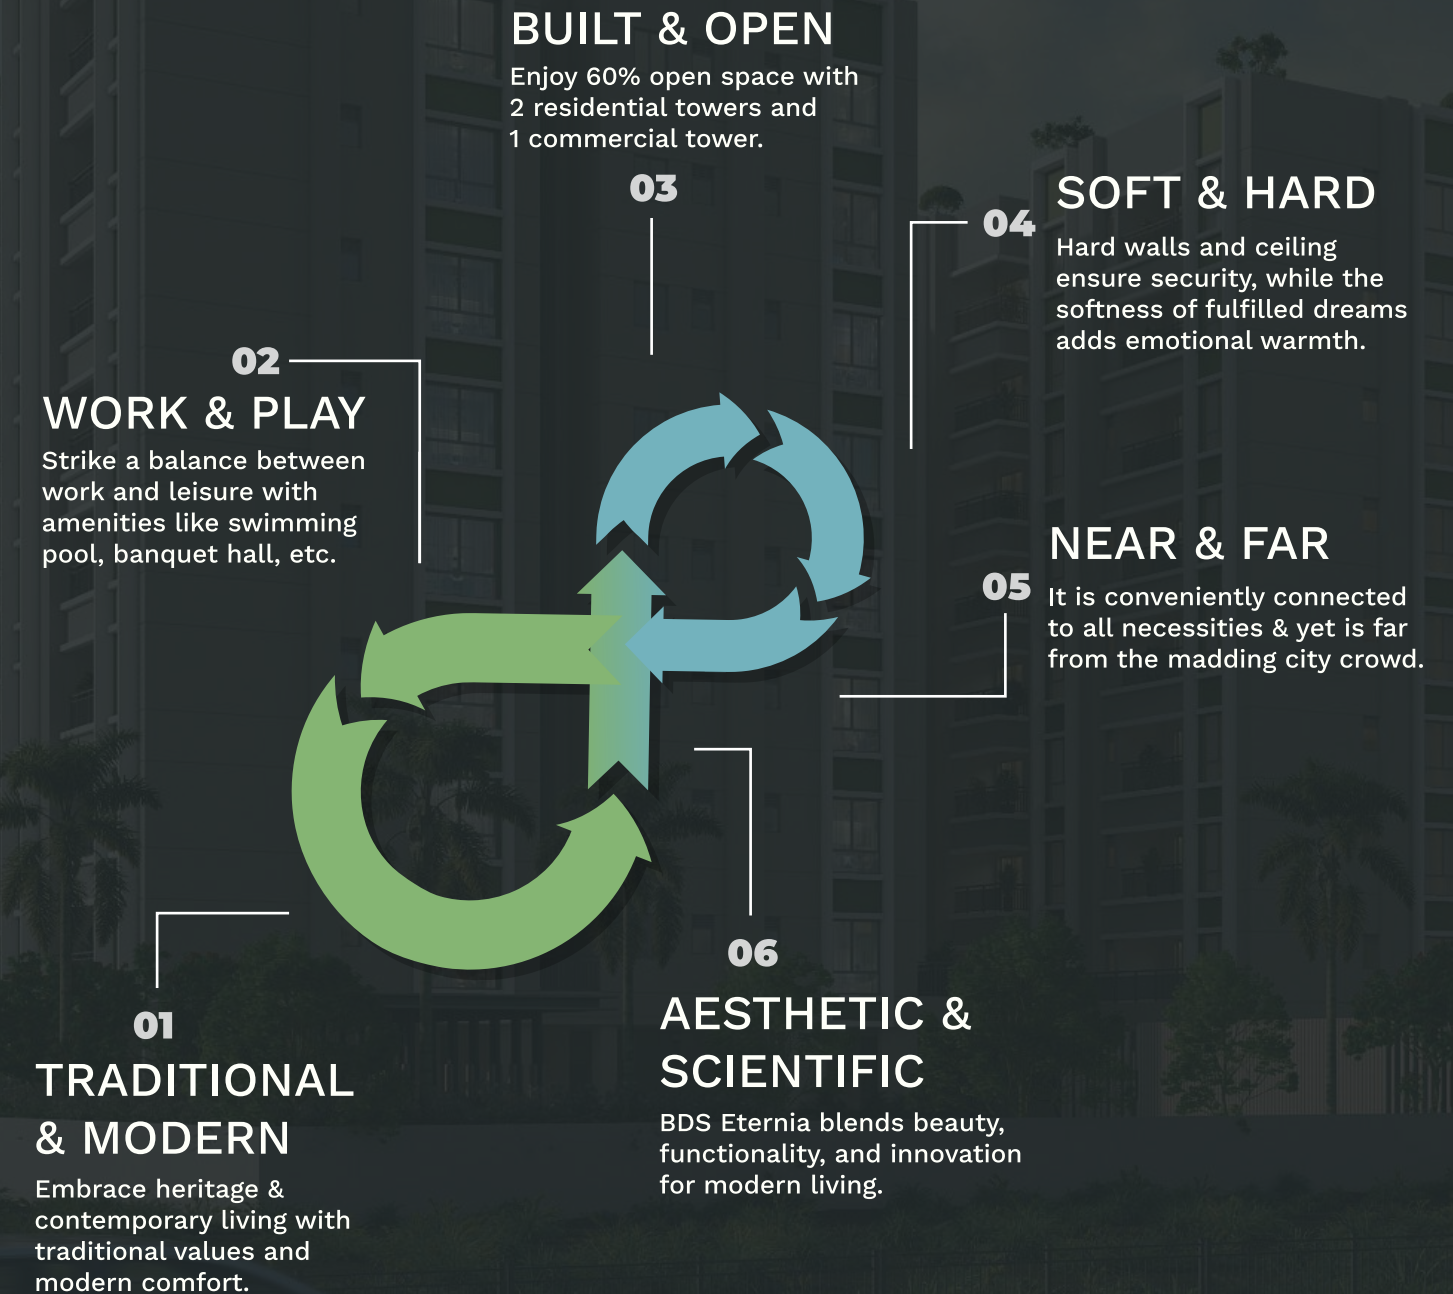 BUILT & OPEN
Enjoy 60% open space with
2 residential towers and
1 commercial tower.
03
04
SOFT & HARD
Hard walls and ceiling
ensure security, while the
softness of fulfilled dreams
adds emotional warmth.
02
WORK & PLAY
Strike a balance between
work and leisure with
amenities like swimming
pool, banquet hall, etc.
NEAR & FAR
05
It is conveniently connected
to all necessities & yet is far
from the madding city crowd.
06
AESTHETIC &
SCIENTIFIC
BDS Eternia blends beauty,
functionality, and innovation
for modern living.
01
TRADITIONAL
& MODERN
Embrace heritage &
contemporary living with
traditional values and
modern comfort.